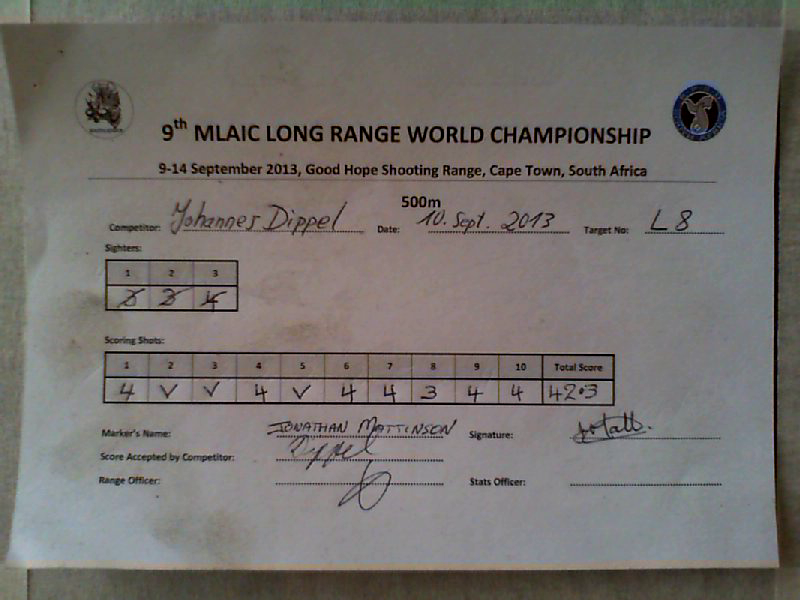 9th MLAIC LONG RANGE WORLD CHAMPIONSHIP
9-14 September 2013, Good Hope Shooting Range, Cape Town, South Africa
500m
Competitor: Johannes Dippel Date: 10. Sept. 2013 Target No: L 8
Sighters:
1 2 3
4
Scoring Shots:
1 2 3 4 5 6 7 8 9 10 Total Score
4 V V 4 V 4 4 3 4 4 42.3
Marker's Name: JONATHAN MATTINSON Signature:
Score Accepted by Competitor: Dippel
Range Officer: Stats Officer: